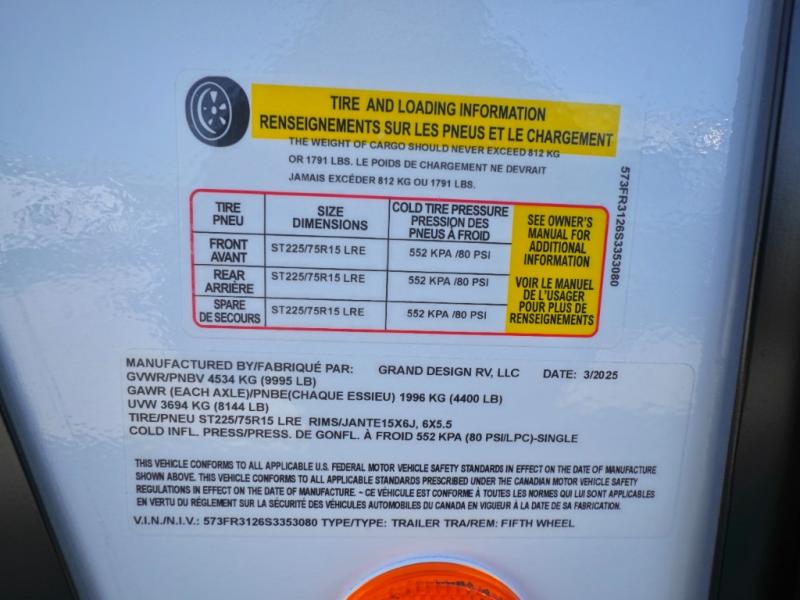 TIRE AND LOADING INFORMATION
RENSEIGNEMENTS SUR LES PNEUS ET LE CHARGEMENT
THE WEIGHT OF CARGO SHOULD NEVER EXCEED 812 KG
OR 1791 LBS. LE POIDS DE CHARGEMENT NE DEVRAIT
JAMAIS EXCÉDER 812 KG OU 1791 LBS.
TIRE
PNEU
SIZE
DIMENSIONS
COLD TIRE PRESSURE
PRESSION DES
PNEUS À FROID
FRONT
AVANT
ST225/75R15 LRE
552 KPA /80 PSI
REAR
ARRIÈRE
ST225/75R15 LRE
552 KPA /80 PSI
SPARE
DE SECOURS
ST225/75R15 LRE
552 KPA /80 PSI
SEE OWNER'S
MANUAL FOR
ADDITIONAL
INFORMATION
VOIR LE MANUEL
DE L'USAGER
POUR PLUS DE
RENSEIGNEMENTS
573FR3126S3353080
MANUFACTURED BY/FABRIQUÉ PAR: GRAND DESIGN RV, LLC DATE: 3/2025
GVWR/PNBV 4534 KG (9995 LB)
GAWR (EACH AXLE)/PNBE(CHAQUE ESSIEU) 1996 KG (4400 LB)
UVW 3694 KG (8144 LB)
TIRE/PNEU ST225/75R15 LRE RIMS/JANTE15X6J, 6X5.5
COLD INFL. PRESS/PRESS. DE GONFL. À FROID 552 KPA (80 PSI/LPC)-SINGLE
THIS VEHICLE CONFORMS TO ALL APPLICABLE U.S. FEDERAL MOTOR VEHICLE SAFETY STANDARDS IN EFFECT ON THE DATE OF MANUFACTURE
SHOWN ABOVE. THIS VEHICLE CONFORMS TO ALL APPLICABLE STANDARDS PRESCRIBED UNDER THE CANADIAN MOTOR VEHICLE SAFETY
REGULATIONS IN EFFECT ON THE DATE OF MANUFACTURE. ~ CE VÉHICULE EST CONFORME À TOUTES LES NORMES QUI LUI SONT APPLICABLES
EN VERTU DU RÉGLEMENT SUR LA SÉCURITÉ DES VÉHICULES AUTOMOBILES DU CANADA EN VIGUEUR À LA DATE DE SA FABRICATION.
V.I.N./N.I.V.: 573FR3126S3353080 TYPE/TYPE: TRAILER TRA/REM: FIFTH WHEEL